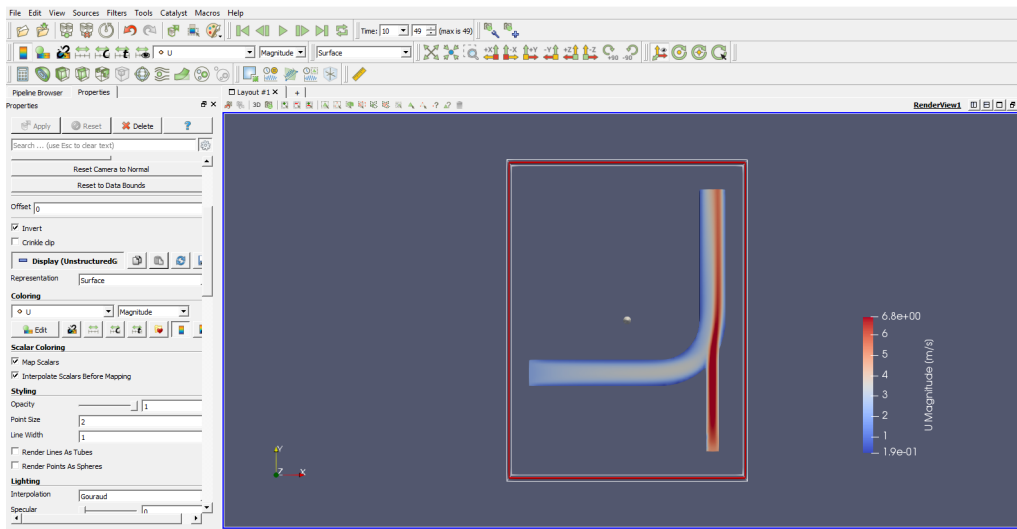 File Edit View Sources Filters Tools Catalyst Macros Help
Time: 10 49 (max is 49)
U Magnitude Surface
+X -X +Y -Y +Z -Z +90 -90
Pipeline Browser Properties
Layout #1 X +
Properties
3D
RenderView1
Apply Reset Delete ?
Search ... (use Esc to clear text)
Reset Camera to Normal
Reset to Data Bounds
Offset 0
Invert
Crinkle clip
Display (UnstructuredG
Representation Surface
Coloring
U Magnitude
Edit
Scalar Coloring
Map Scalars
Interpolate Scalars Before Mapping
Styling
Opacity 1
Point Size 2
Line Width 1
Render Lines As Tubes
Render Points As Spheres
Lighting
Interpolation Gouraud
Specular 0
Y
Z X
6.8e+00
6
5
4
3
2
1
1.9e-01
U Magnitude (m/s)